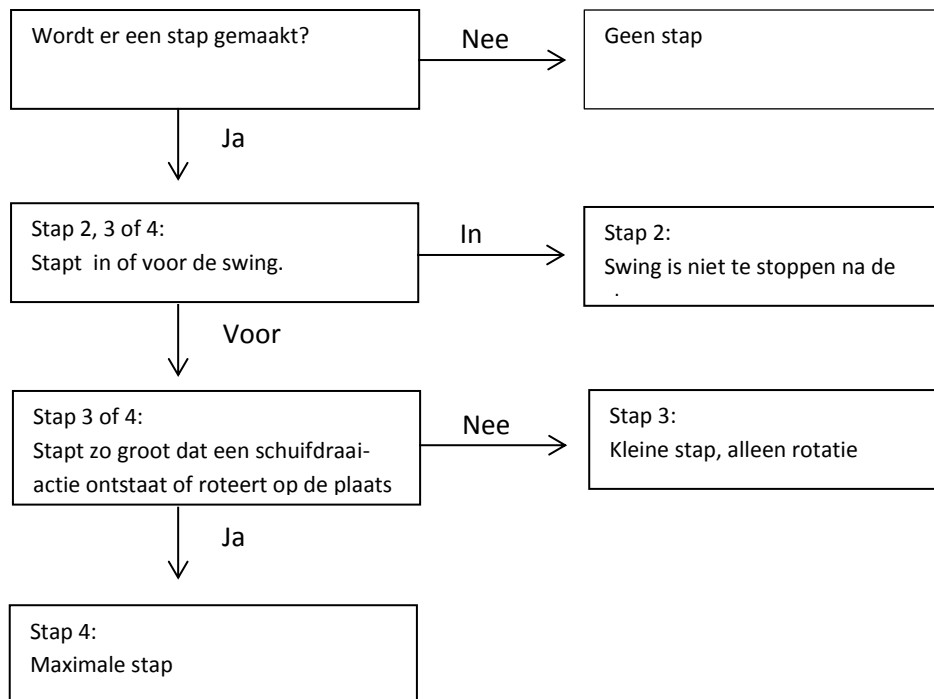 Wordt er een stap gemaakt?
Nee
Geen stap
Ja
Stap 2, 3 of 4:
Stapt in of voor de swing.
In
Stap 2:
Swing is niet te stoppen na de
Voor
Stap 3 of 4:
Stapt zo groot dat een schuifdraai-
actie ontstaat of roteert op de plaats
Nee
Stap 3:
Kleine stap, alleen rotatie
Ja
Stap 4:
Maximale stap